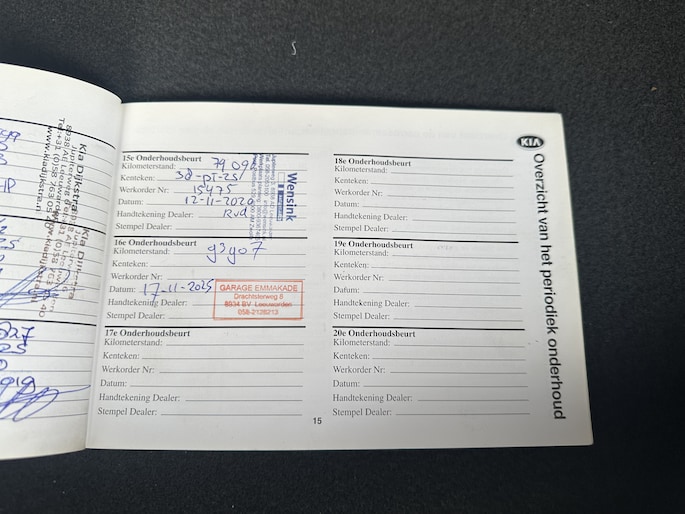 Kia Dijkstra
www.kiadijkstra.n
KIA
Overzicht van het periodiek onderhoud
15e Onderhoudsbeurt
Kilometerstand: 79 09
Kenteken: 38-PT-ZS
Werkorder Nr: 15475
Datum: 12-11-2020
Handtekening Dealer: Rvd
Stempel Dealer:
Wensink
16e Onderhoudsbeurt
Kilometerstand: 93907
Kenteken:
Werkorder Nr:
Datum: 17-11-2025
Handtekening Dealer:
Stempel Dealer:
GARAGE EMMAKADE
Drachtsterweg 8
8934 BV Leeuwarden
058-2128213
17e Onderhoudsbeurt
Kilometerstand:
Kenteken:
Werkorder Nr:
Datum:
Handtekening Dealer:
Stempel Dealer:
18e Onderhoudsbeurt
Kilometerstand:
Kenteken:
Werkorder Nr:
Datum:
Handtekening Dealer:
Stempel Dealer:
19e Onderhoudsbeurt
Kilometerstand:
Kenteken:
Werkorder Nr:
Datum:
Handtekening Dealer:
Stempel Dealer:
20e Onderhoudsbeurt
Kilometerstand:
Kenteken:
Werkorder Nr:
Datum:
Handtekening Dealer:
Stempel Dealer:
15